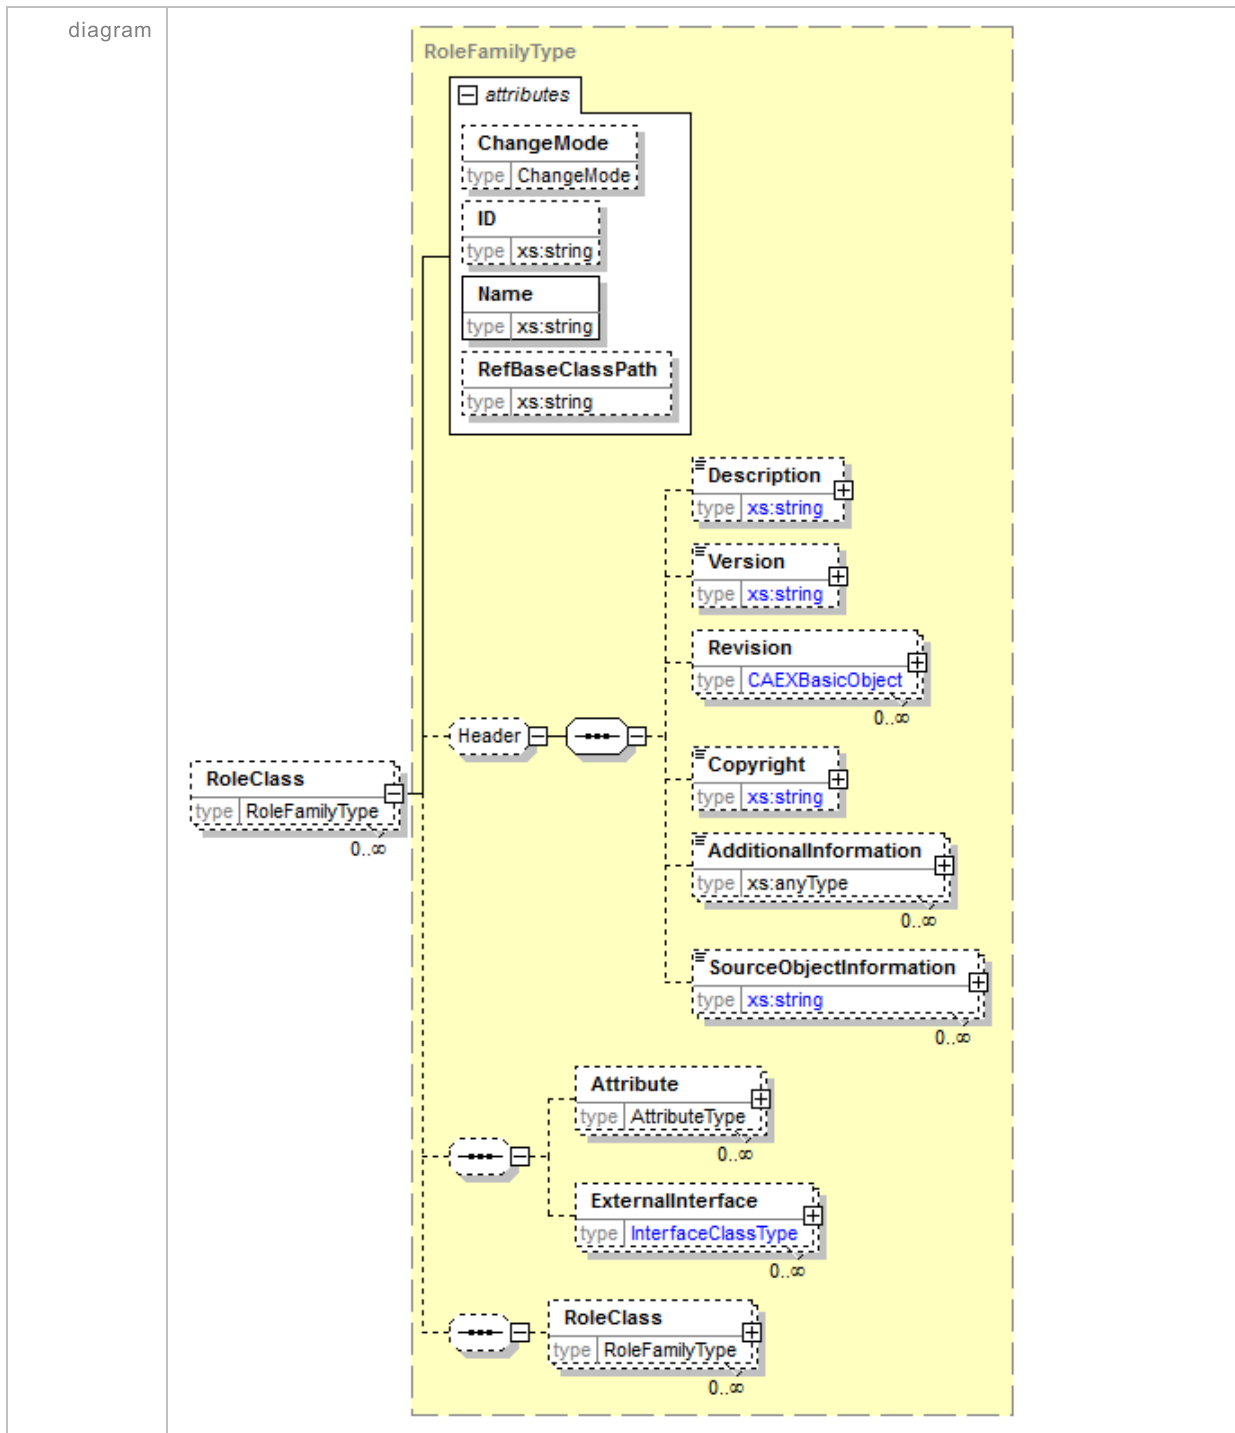 diagram
RoleFamilyType
attributes
ChangeMode
type ChangeMode
ID
type xs:string
Name
type xs:string
RefBaseClassPath
type xs:string
Description
type xs:string
Version
type xs:string
Revision
type CAEXBasicObject
0..∞
Header
Copyright
type xs:string
RoleClass
type RoleFamilyType
0..∞
AdditionalInformation
type xs:anyType
0..∞
SourceObjectInformation
type xs:string
0..∞
Attribute
type AttributeType
0..∞
ExternalInterface
type InterfaceClassType
0..∞
RoleClass
type RoleFamilyType
0..∞